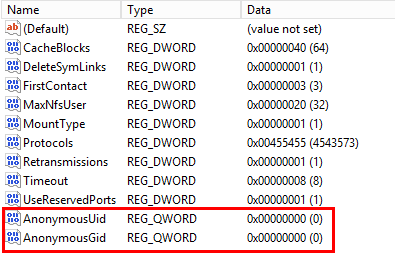 Name Type Data
(Default) REG_SZ (value not set)
CacheBlocks REG_DWORD 0x00000040 (64)
DeleteSymLinks REG_DWORD 0x00000001 (1)
FirstContact REG_DWORD 0x00000003 (3)
MaxNfsUser REG_DWORD 0x00000020 (32)
MountType REG_DWORD 0x00000001 (1)
Protocols REG_DWORD 0x00455455 (4543573)
Retransmissions REG_DWORD 0x00000001 (1)
Timeout REG_DWORD 0x00000008 (8)
UseReservedPorts REG_DWORD 0x00000001 (1)
AnonymousUid REG_QWORD 0x00000000 (0)
AnonymousGid REG_QWORD 0x00000000 (0)